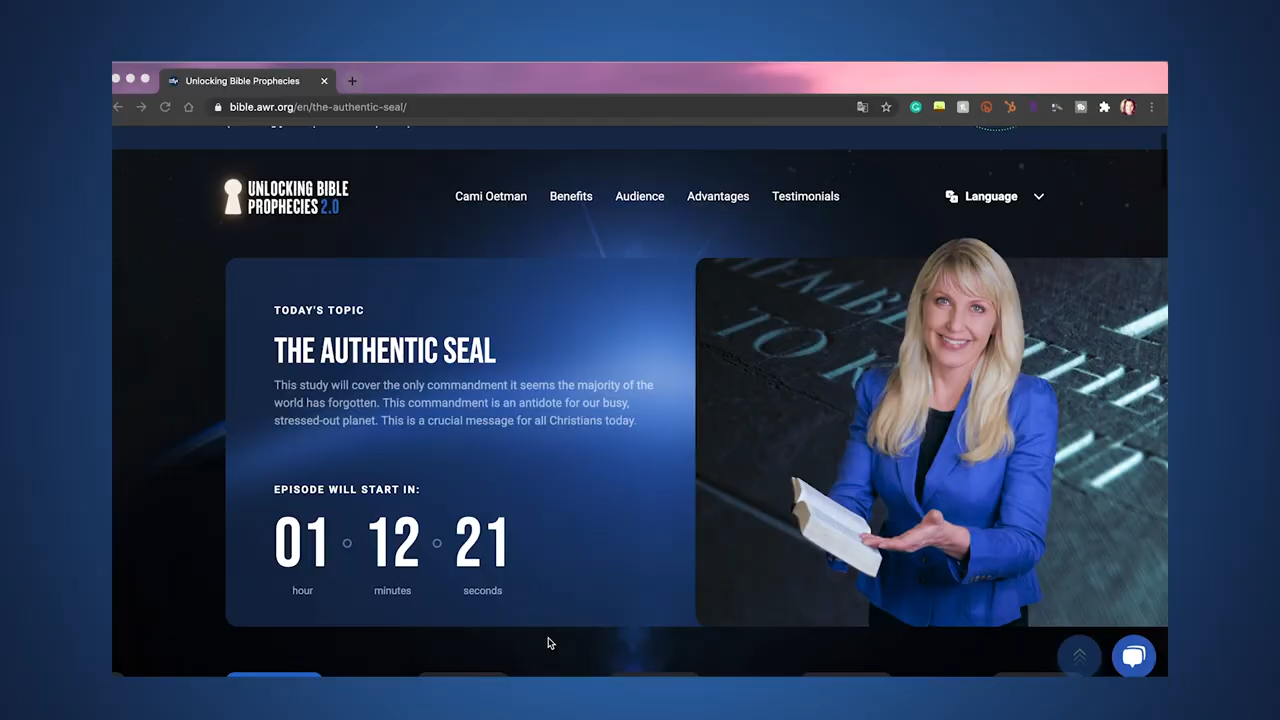 Unlocking Bible Prophecies
bible.awr.org/en/the-authentic-seal/
UNLOCKING BIBLE
PROPHECIES 2.0
Cami Oetman
Benefits
Audience
Advantages
Testimonials
Language
TODAY'S TOPIC
THE AUTHENTIC SEAL
This study will cover the only commandment it seems the majority of the
world has forgotten. This commandment is an antidote for our busy,
stressed-out planet. This is a crucial message for all Christians today.
EPISODE WILL START IN:
01 12 21
hour minutes seconds
TO